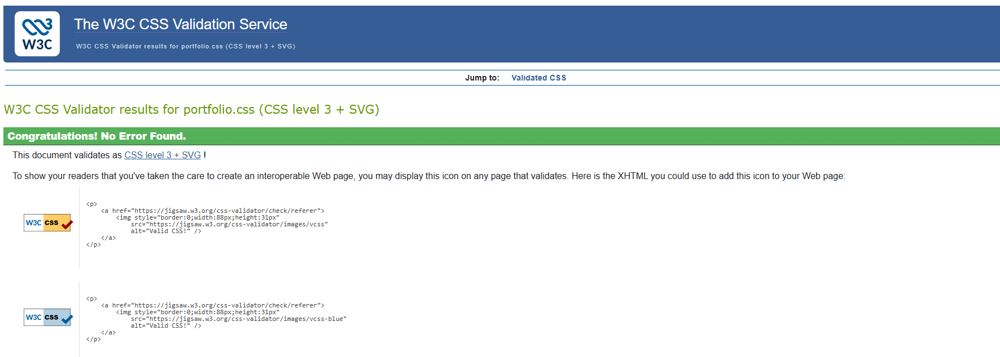 W3C
The W3C CSS Validation Service
W3C CSS Validator results for portfolio.css (CSS level 3 + SVG)
Jump to: Validated CSS
W3C CSS Validator results for portfolio.css (CSS level 3 + SVG)
Congratulations! No Error Found.
This document validates as CSS level 3 + SVG !
To show your readers that you've taken the care to create an interoperable Web page, you may display this icon on any page that validates. Here is the XHTML you could use to add this icon to your Web page:
W3C CSS
<p>
    <a href="https://jigsaw.w3.org/css-validator/check/referer">
        <img style="border:0;width:88px;height:31px"
            src="https://jigsaw.w3.org/css-validator/images/vcss"
            alt="Valid CSS!" />
    </a>
</p>
W3C CSS
<p>
    <a href="https://jigsaw.w3.org/css-validator/check/referer">
        <img style="border:0;width:88px;height:31px"
            src="https://jigsaw.w3.org/css-validator/images/vcss-blue"
            alt="Valid CSS!" />
    </a>
</p>